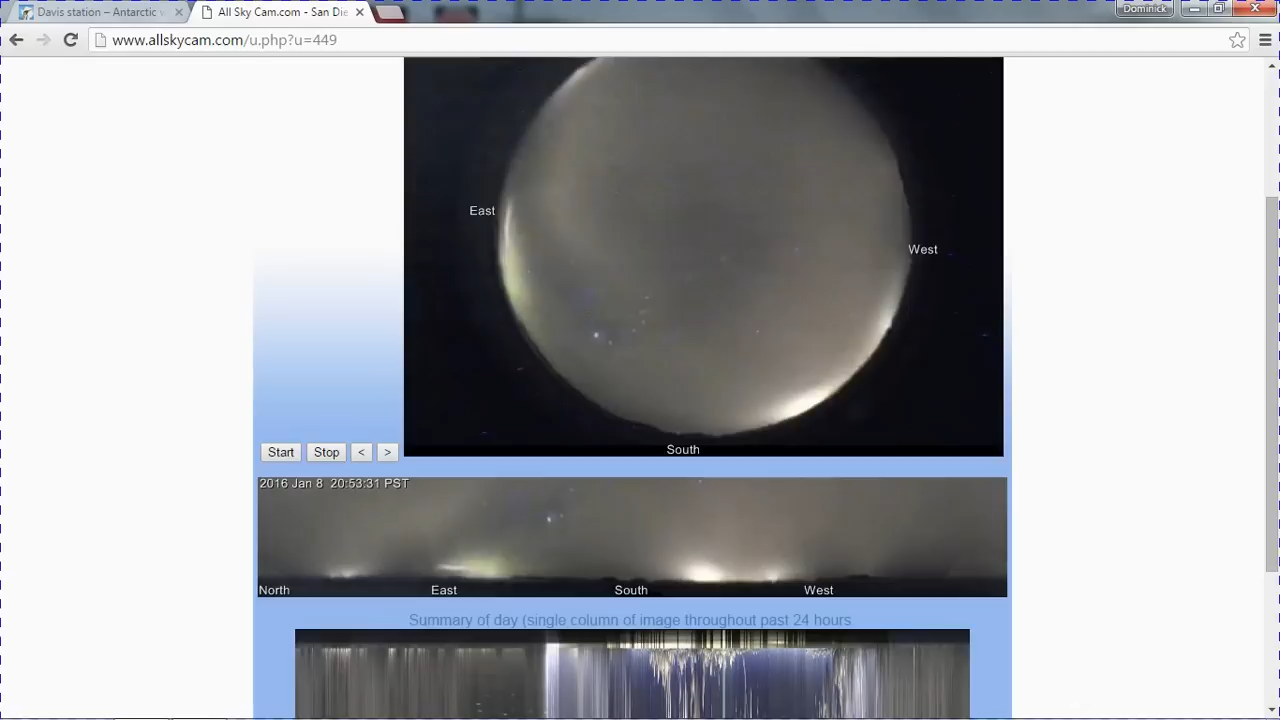 Davis station – Antarctic
All Sky Cam.com - San Die
Dominick
www.allskycam.com/u.php?u=449
East
West
Start
Stop
<
>
South
2016 Jan 8 20:53:31 PST
North
East
South
West
Summary of day (single column of image throughout past 24 hours